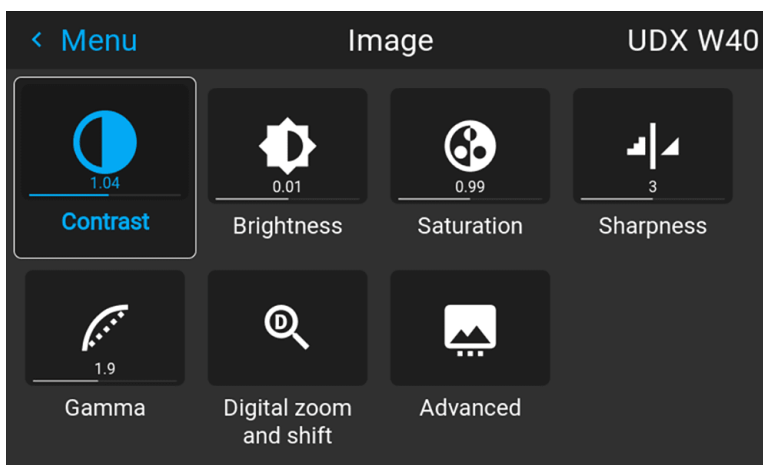 < Menu
Image
UDX W40
1.04
Contrast
0.01
Brightness
0.99
Saturation
3
Sharpness
1.9
Gamma
D
Digital zoom
and shift
Advanced